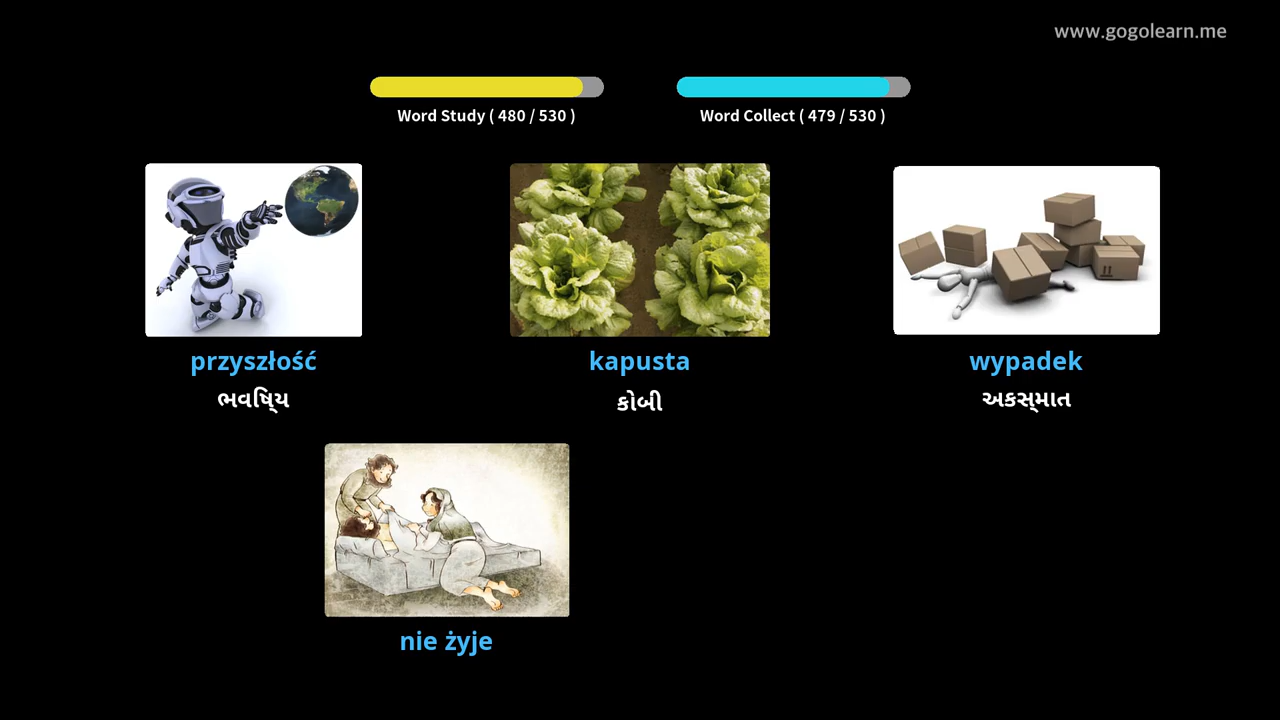 www.gogolearn.me
Word Study ( 480 / 530 )
Word Collect ( 479 / 530 )
przyszłość
kapusta
wypadek
ભવિષ્ય
કોબી
અકસ્માત
nie żyje